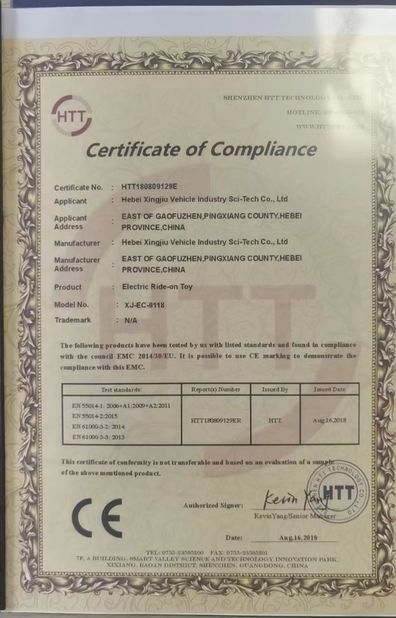 HTT
SHENZHEN HTT TECHNOLOGY
HOTLINE:
Certificate of Compliance
Certificate No. : HTT180809129E
Applicant : Hebei Xingjiu Vehicle Industry Sci-Tech Co., Ltd
Applicant Address : EAST OF GAOFUZHEN,PINGXIANG COUNTY,HEBEI
PROVINCE,CHINA
Manufacturer : Hebei Xingjiu Vehicle Industry Sci-Tech Co., Ltd
Manufacturer Address : EAST OF GAOFUZHEN,PINGXIANG COUNTY,HEBEI
PROVINCE,CHINA
Product : Electric Ride-on Toy
Model No. : XJ-EC-8118
Trademark : N/A
The following products have been tested by us with listed standards and found in compliance
with the council EMC 2014/30/EU. It is possible to use CE marking to demonstrate the
compliance with this EMC.
Test standards: Report(s) Number Issued By Issued Date
EN 55014-1: 2006+A1:2009+A2:2011
EN 55014-2:2015
EN 61000-3-2: 2014
EN 61000-3-3: 2013
HTT180809129ER HTT Aug.16,2018
This certificate of conformity is not transferable and based on an evaluation of a sample
of the above mentioned product.
CE
Authorized Signer: Kevin Yang
KevinYang/Senior Manager
HTT
Date: Aug.16,2018
TEL: 0755-23595200 FAX: 0755-23595201
7F, A BUILDING, SMART VALLEY SCIENCE AND TECHNOLOGY INNOVATION PARK,
XIXIANG, BAOAN DISTRICT, SHENZHEN, GUANGDONG, CHINA